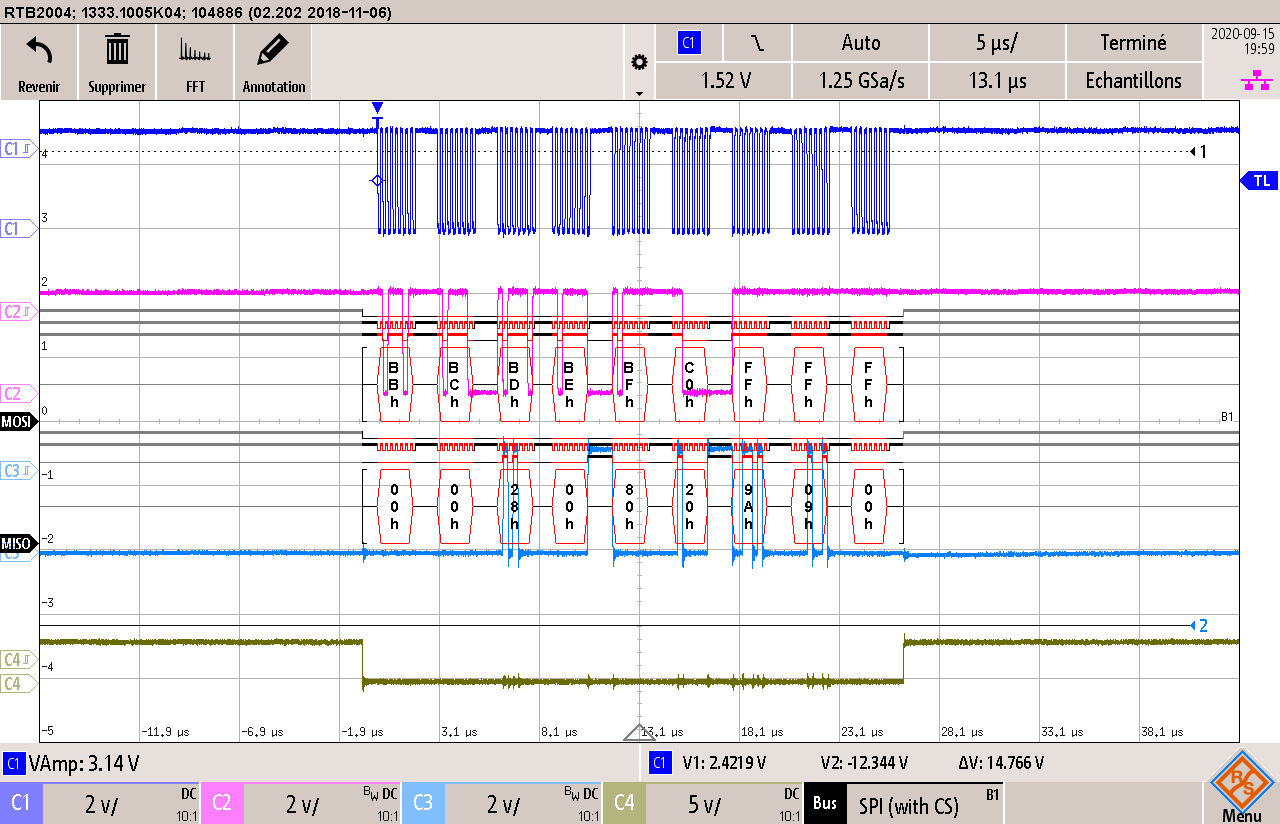 RTB2004; 1333.1005K04; 104886 (02.202 2018-11-06)
Revenir
Supprimer
FFT
Annotation
C1
Auto
5 µs/
Terminé
2020-09-15
19:59
1.52 V
1.25 GSa/s
13.1 µs
Echantillons
C1
4
1
TL
3
C1
2
C2
1
BBh BCh BDh BEh BFh C0h FFh FFh FFh
C2
0
MOSI
B1
C3
-1
00h 00h 28h 00h 80h 20h 9Ah 09h 00h
-2
MISO
-3
2
C4
-4
C4
-5
-11.9 µs -6.9 µs -1.9 µs 3.1 µs 8.1 µs 13.1 µs 18.1 µs 23.1 µs 28.1 µs 33.1 µs 38.1 µs
C1 VAmp: 3.14 V
C1 V1: 2.4219 V V2: -12.344 V ΔV: 14.766 V
C1 2 V/ DC 10:1
C2 2 V/ BW DC 10:1
C3 2 V/ BW DC 10:1
C4 5 V/ DC 10:1
Bus SPI (with CS) B1
R&S
Menu